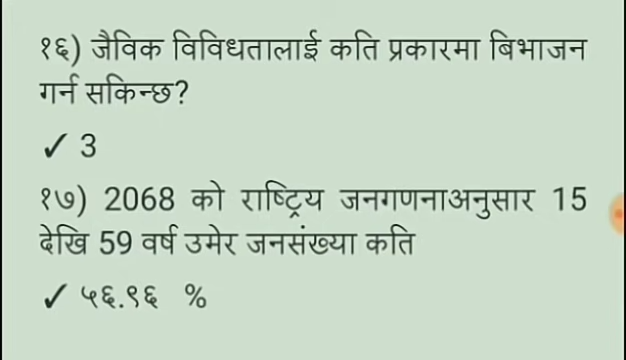 १६) जैविक विविधतालाई कति प्रकारमा बिभाजन
गर्न सकिन्छ?
✓ 3
१७) 2068 को राष्ट्रिय जनगणनाअनुसार 15
देखि 59 वर्ष उमेर जनसंख्या कति
✓ ५६.९६ %